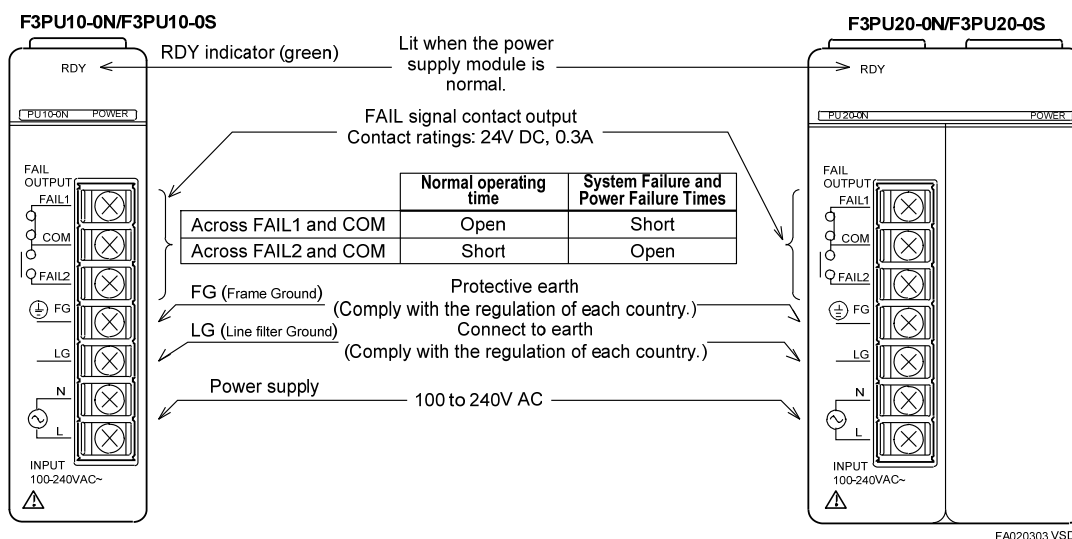 F3PU10-0N/F3PU10-0S
F3PU20-0N/F3PU20-0S
RDY
RDY indicator (green)
Lit when the power
supply module is
normal.
RDY
PU10-0N POWER
PU20-0N POWER
FAIL signal contact output
Contact ratings: 24V DC, 0.3A
Normal operating
time
System Failure and
Power Failure Times
Across FAIL1 and COM Open Short
Across FAIL2 and COM Short Open
FG (Frame Ground)
Protective earth
(Comply with the regulation of each country.)
LG (Line filter Ground)
Connect to earth
(Comply with the regulation of each country.)
Power supply
100 to 240V AC
FAIL
OUTPUT
FAIL1
COM
FAIL2
FG
LG
N
L
INPUT
100-240VAC~
FAIL
OUTPUT
FAIL1
COM
FAIL2
FG
LG
N
L
INPUT
100-240VAC~
FA020303.VSD